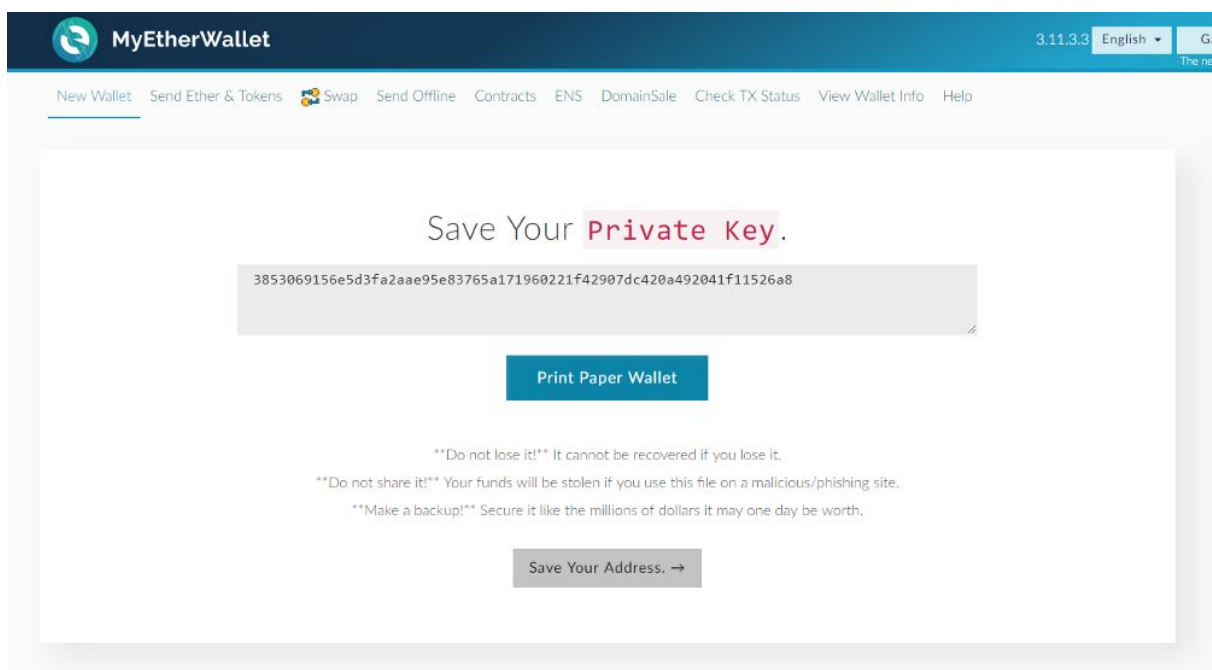 MyEtherWallet
3.11.3.3 English
The ne
New Wallet Send Ether & Tokens Swap Send Offline Contracts ENS DomainSale Check TX Status View Wallet Info Help
Save Your Private Key.
3853069156e5d3fa2aae95e83765a171960221f42907dc420a492041f11526a8
Print Paper Wallet
**Do not lose it!** It cannot be recovered if you lose it.
**Do not share it!** Your funds will be stolen if you use this file on a malicious/phishing site.
**Make a backup!** Secure it like the millions of dollars it may one day be worth.
Save Your Address. →